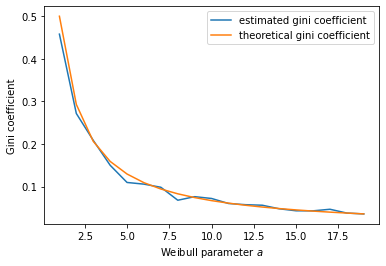 estimated gini coefficient
theoretical gini coefficient
0.5
0.4
0.3
0.2
0.1
Gini coefficient
2.5 5.0 7.5 10.0 12.5 15.0 17.5
Weibull parameter a